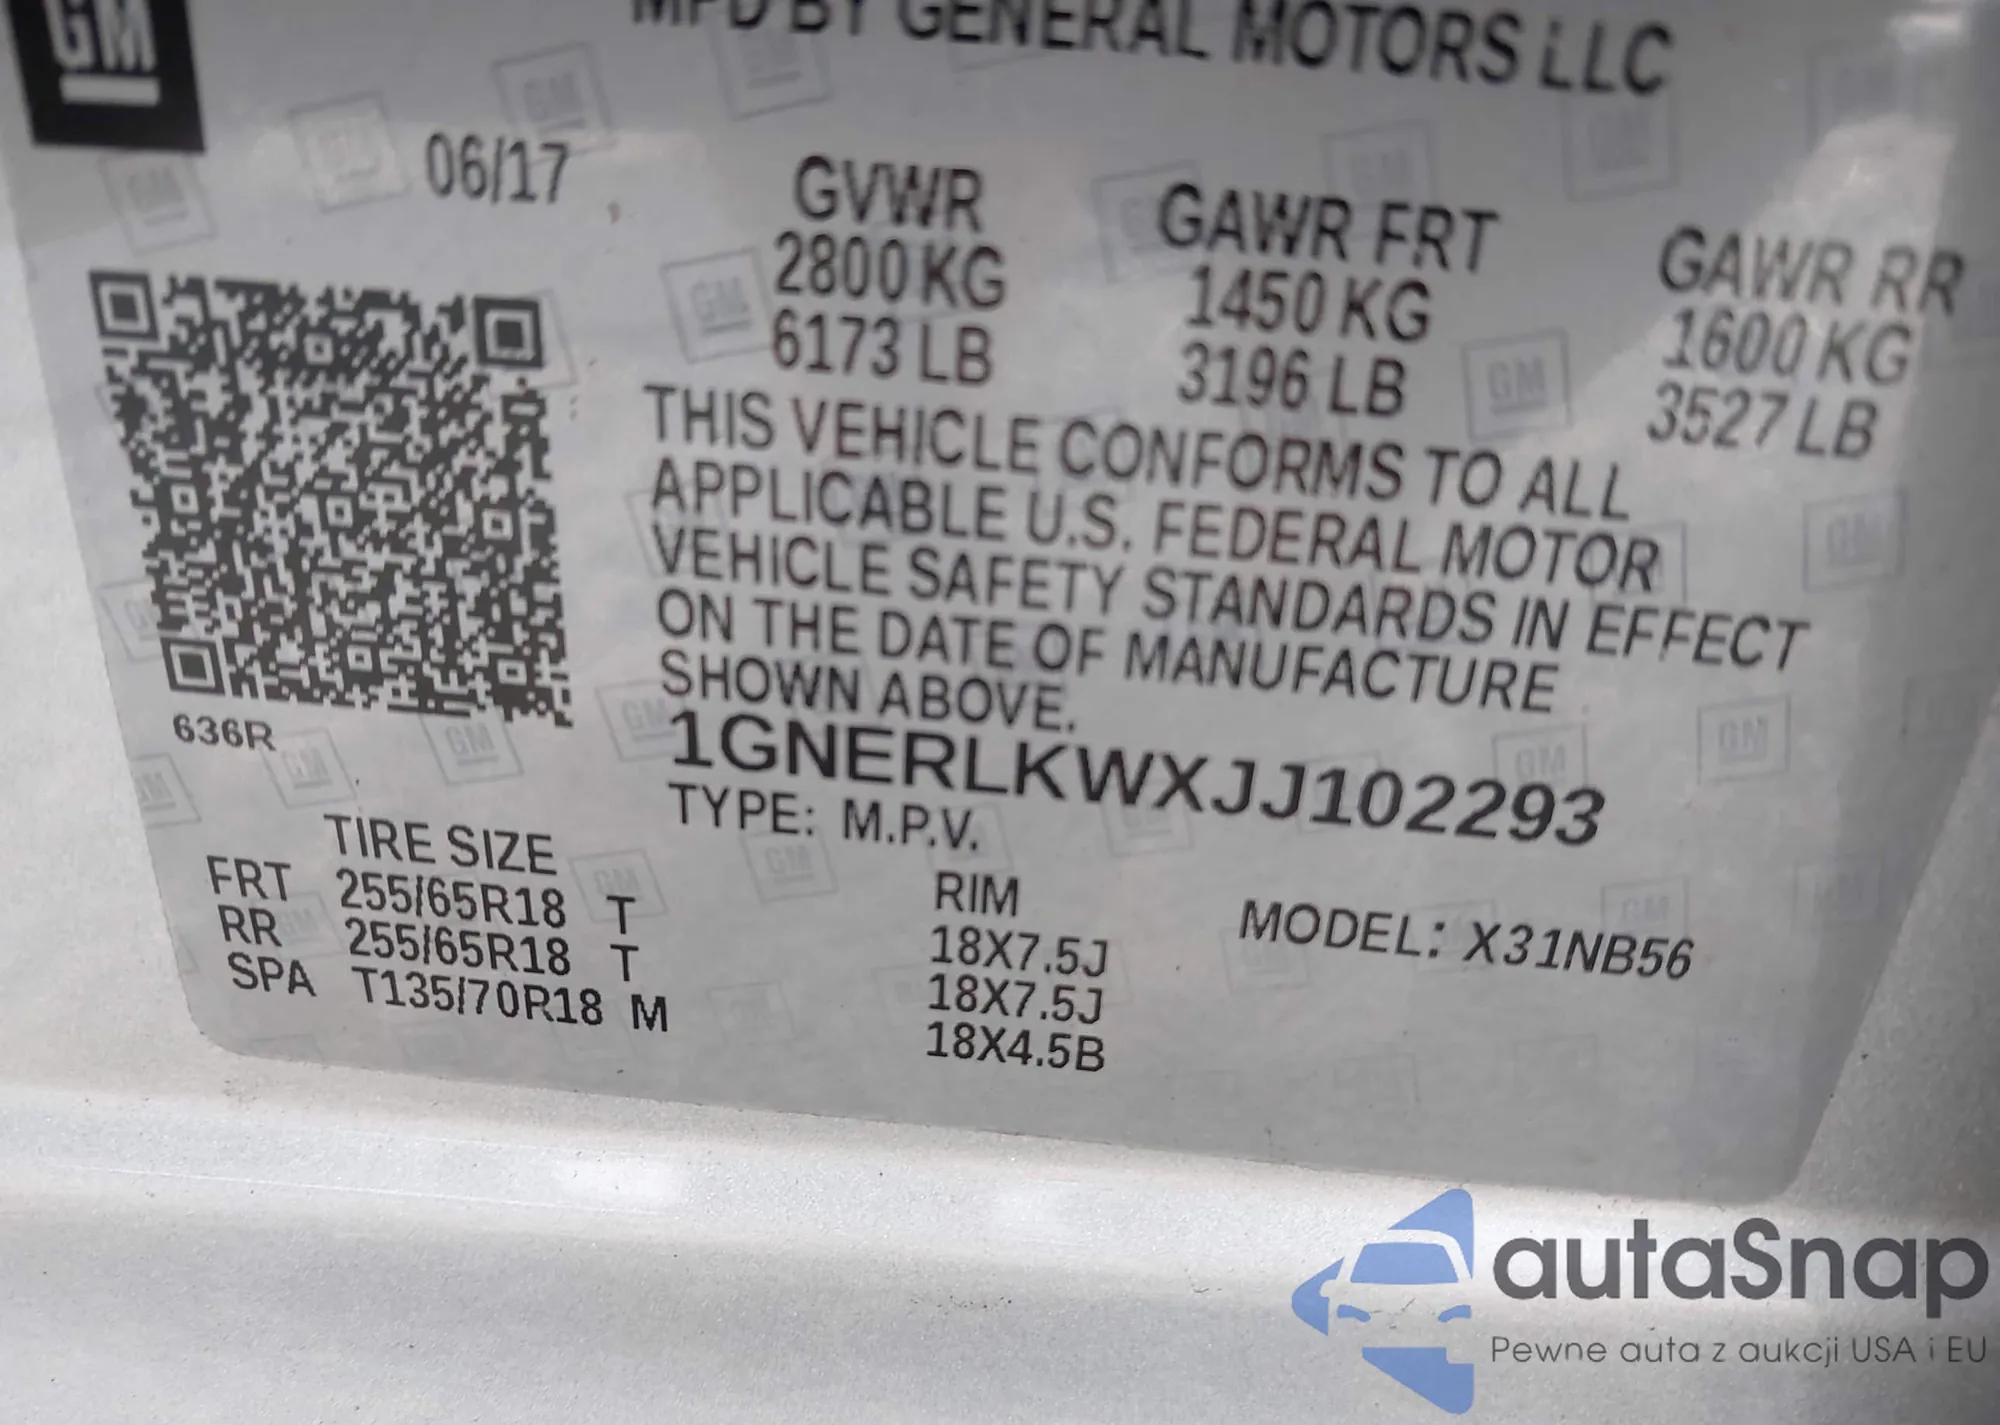 GM
MFD BY GENERAL MOTORS LLC
06/17
GVWR
2800 KG
6173 LB
GAWR FRT
1450 KG
3196 LB
GAWR RR
1600 KG
3527 LB
THIS VEHICLE CONFORMS TO ALL
APPLICABLE U.S. FEDERAL MOTOR
VEHICLE SAFETY STANDARDS IN EFFECT
ON THE DATE OF MANUFACTURE
SHOWN ABOVE.
1GNERLKWXJJ102293
TYPE: M.P.V.
636R
TIRE SIZE
FRT 255/65R18 T
RR 255/65R18 T
SPA T135/70R18 M
RIM
18X7.5J
18X7.5J
18X4.5B
MODEL: X31NB56
autaSnap
Pewne auta z aukcji USA i EU